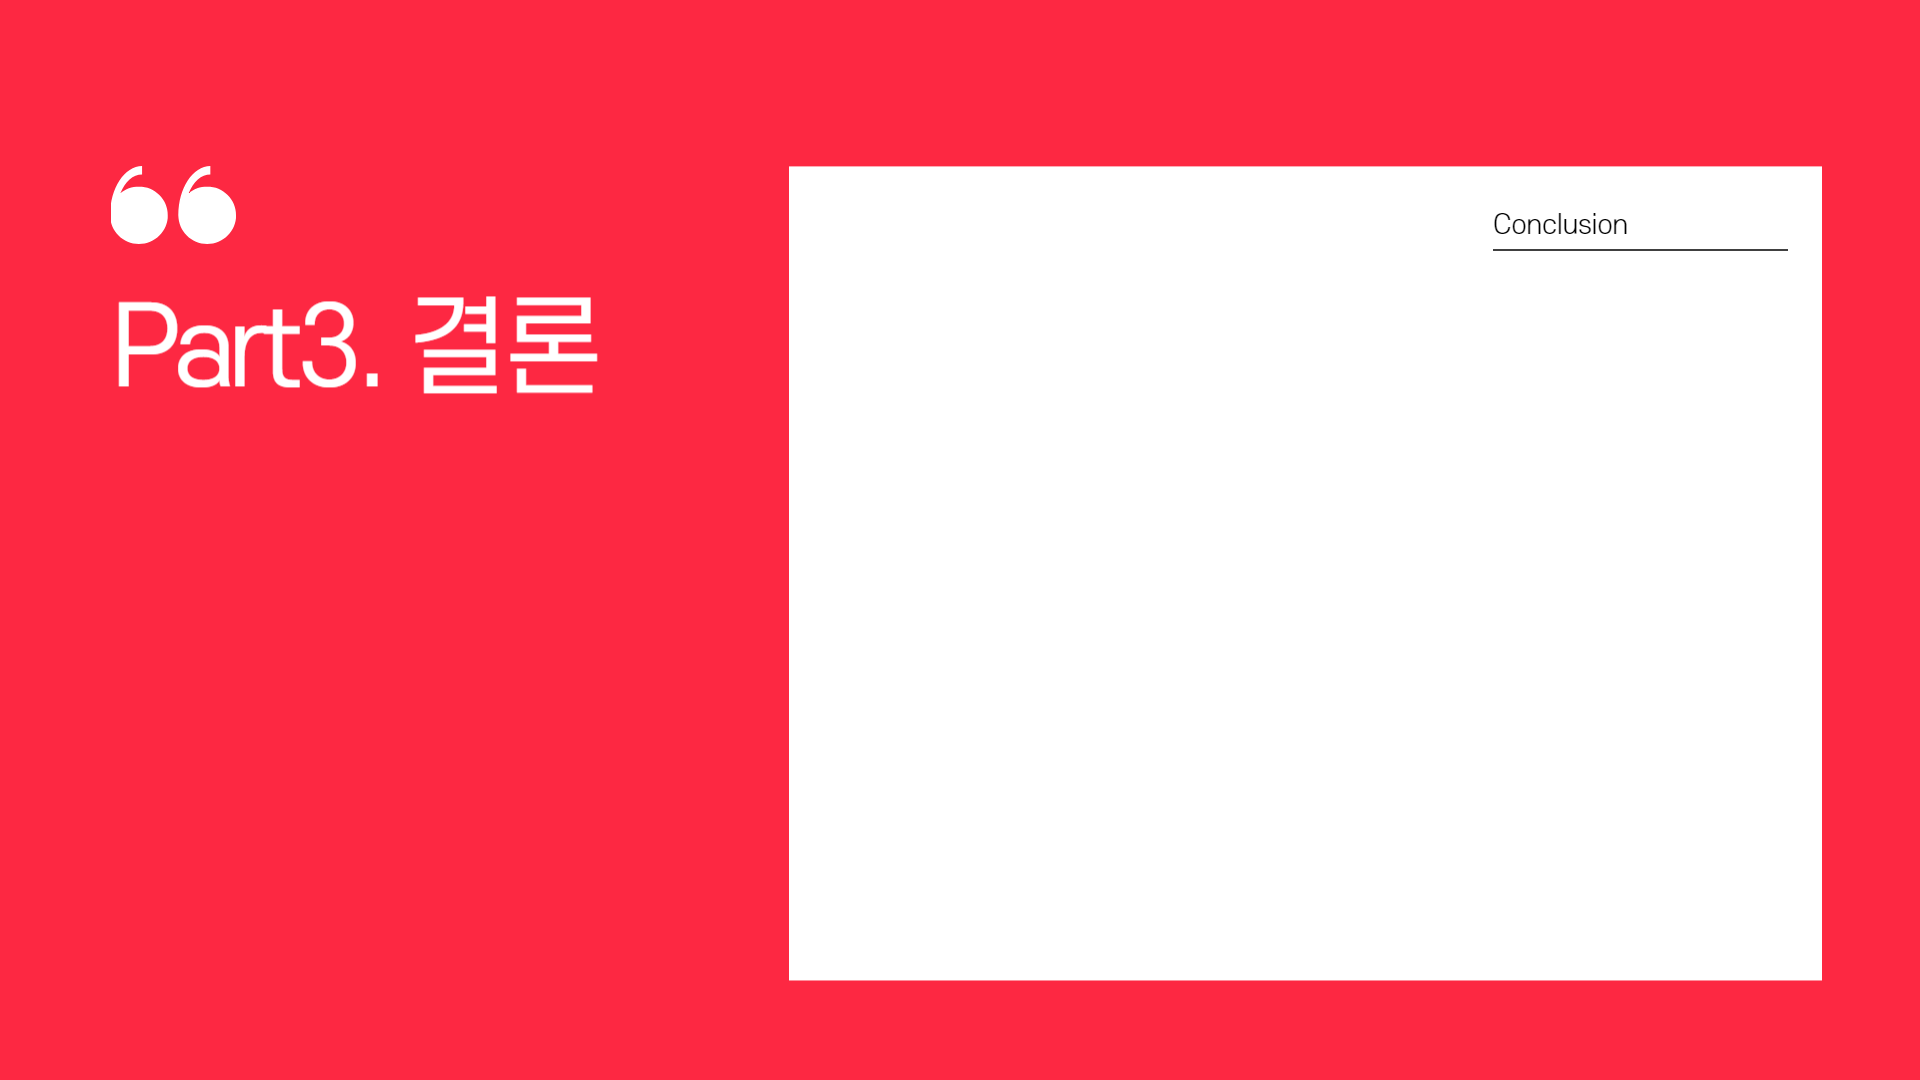 “
Part3. 결론
Conclusion